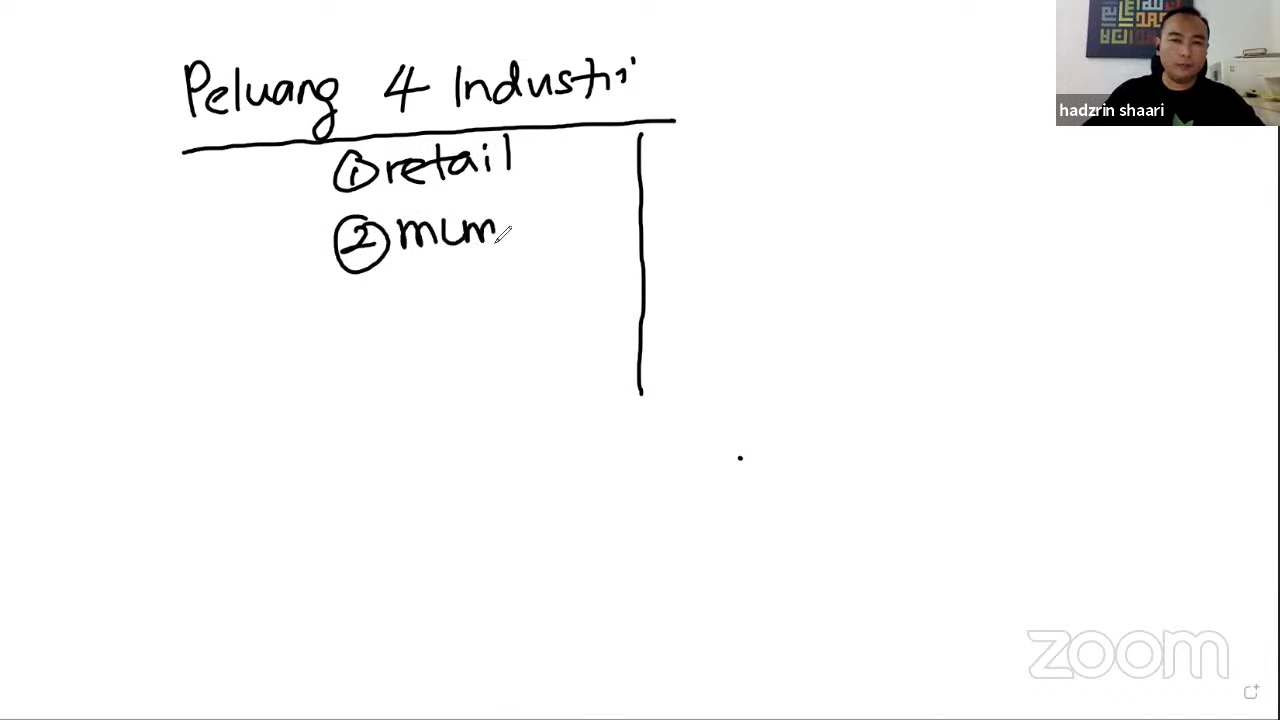 Peluang 4 Industri
① retail
② MLM
hadzrin shaari
zoom